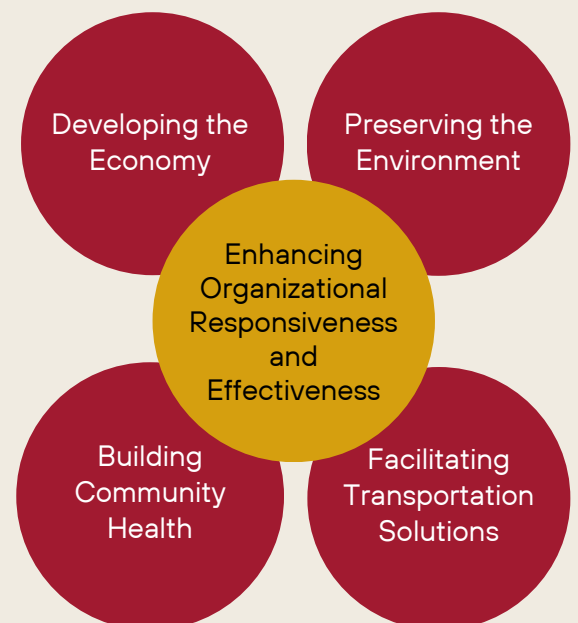 Developing the
Economy
Preserving the
Environment
Enhancing
Organizational
Responsiveness
and
Effectiveness
Building
Community
Health
Facilitating
Transportation
Solutions